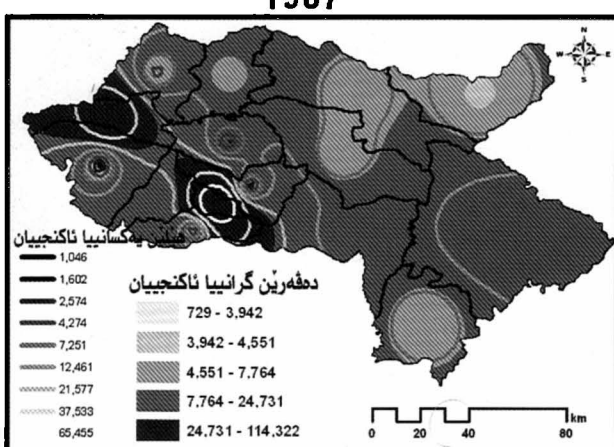 1987
N
W E
S
هێلێن یەکسانییا ئاکنجییان
1,046
1,602
2,574
4,274
7,251
12,461
21,577
37,533
65,455
دەڤەرێن گرانییا ئاکنجییان
729 - 3,942
3,942 - 4,551
4.551 - 7.764
7.764 - 24.731
24.731 - 114.322
km
0 20 40 80